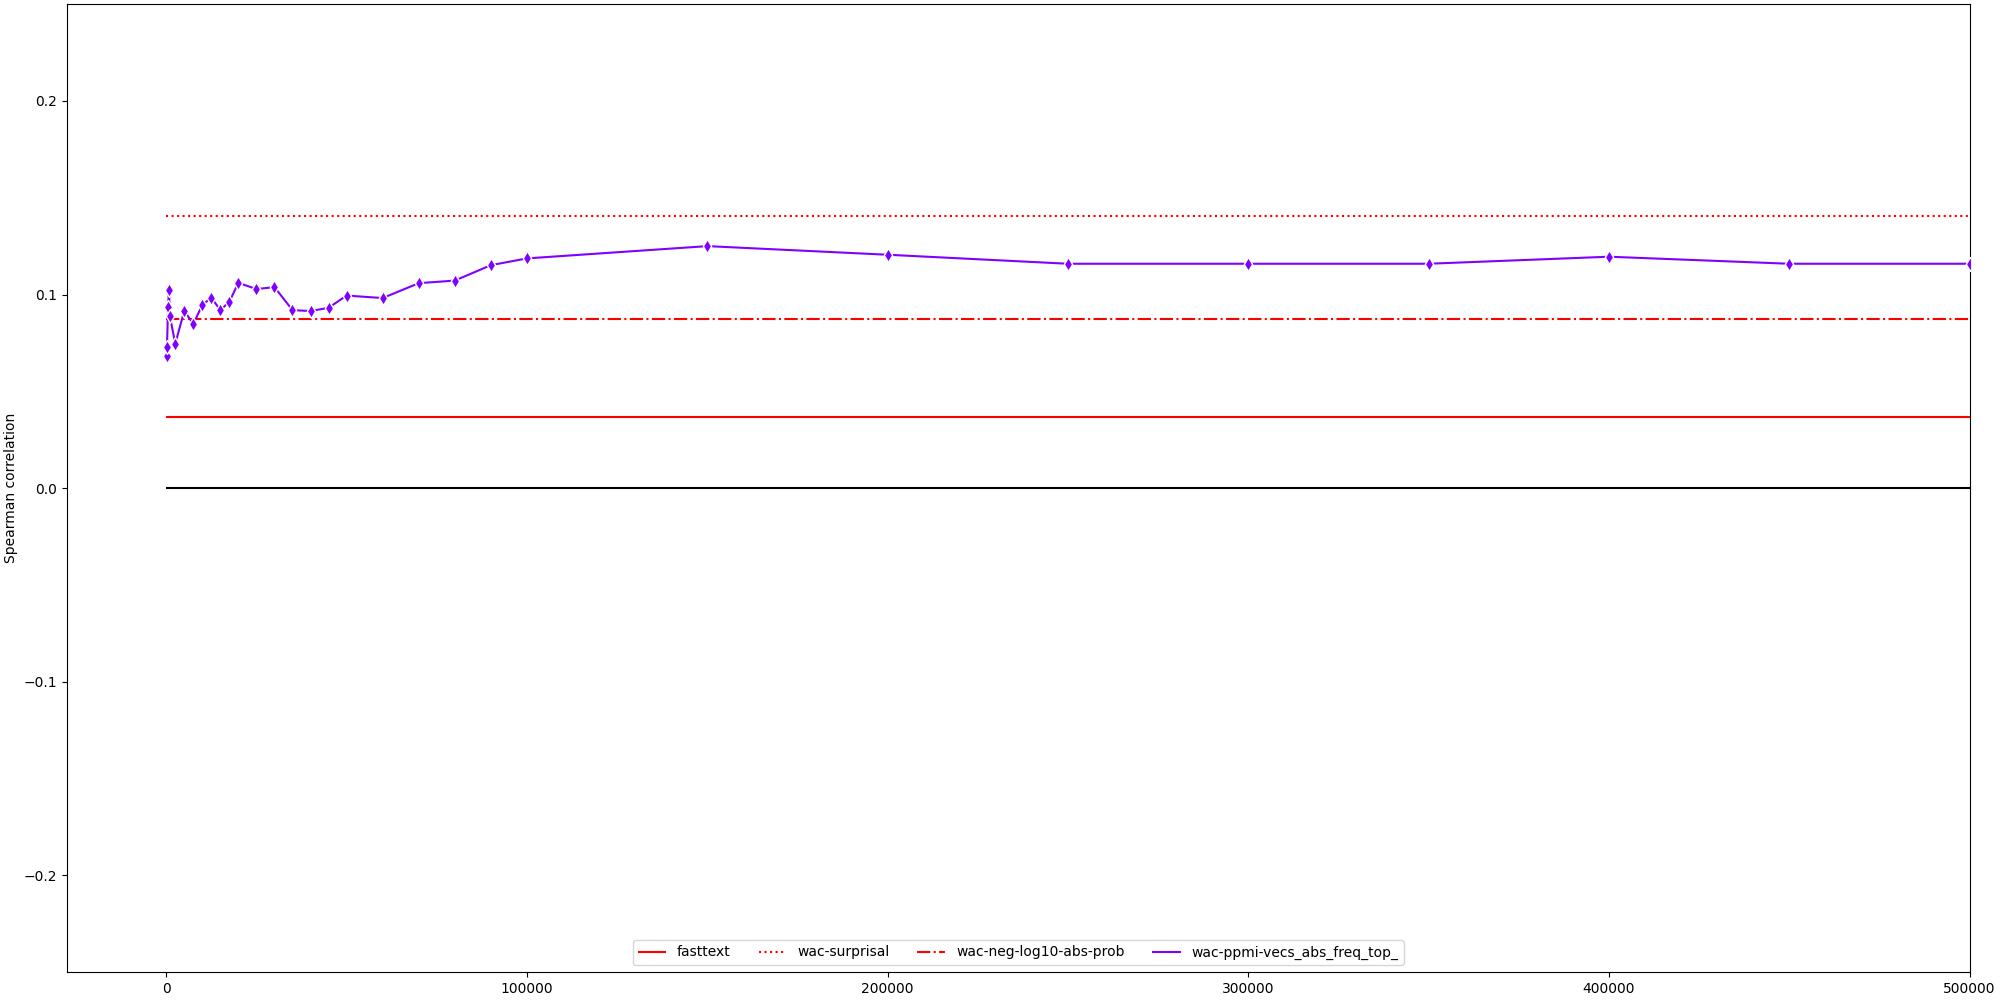 0.2
0.1
0.0
−0.1
−0.2
Spearman correlation
fasttext wac-surprisal wac-neg-log10-abs-prob wac-ppmi-vecs_abs_freq_top_
0 100000 200000 300000 400000 500000